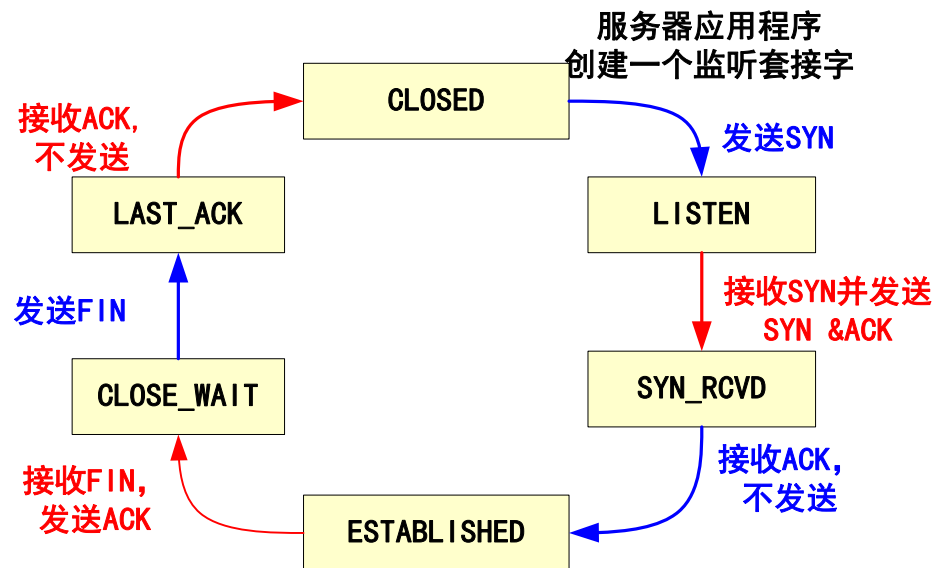 服务器应用程序
创建一个监听套接字
CLOSED
接收ACK,
不发送
发送SYN
LAST_ACK
LISTEN
发送FIN
接收SYN并发送
SYN &ACK
CLOSE_WAIT
SYN_RCVD
接收FIN,
发送ACK
接收ACK,
不发送
ESTABLISHED